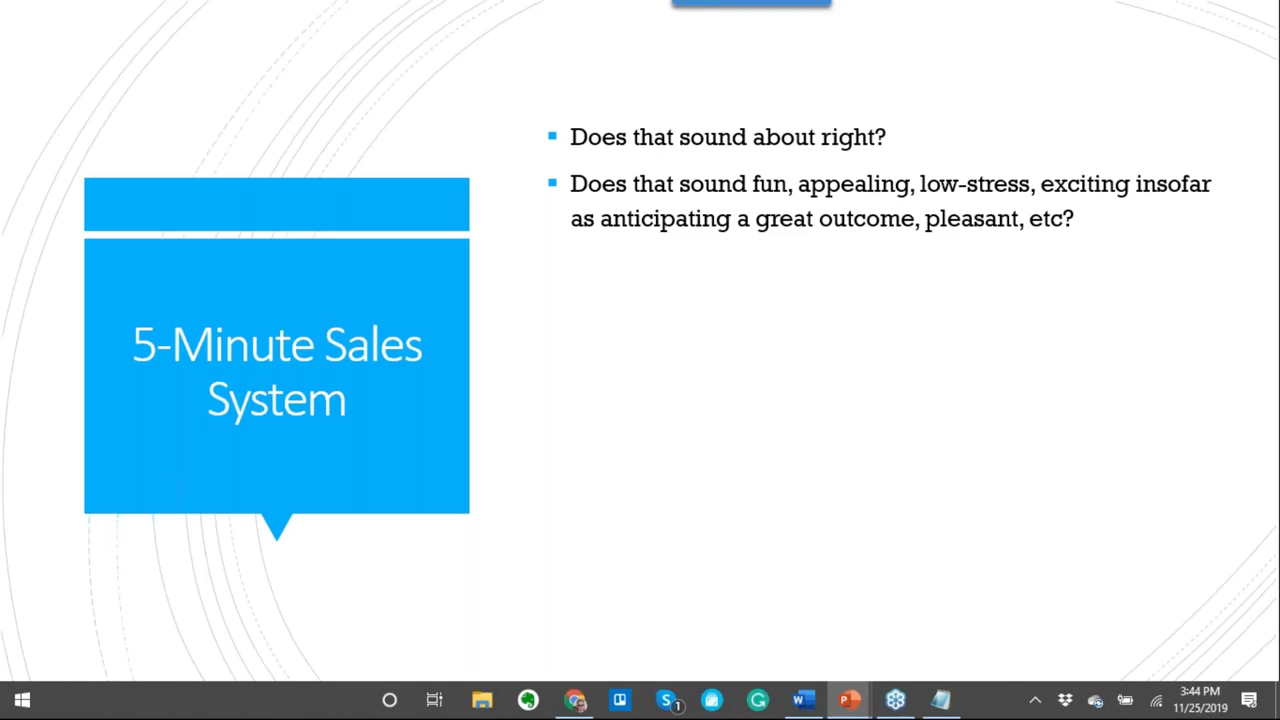 Does that sound about right?
Does that sound fun, appealing, low-stress, exciting insofar
as anticipating a great outcome, pleasant, etc?
5-Minute Sales
System
1
3:44 PM
11/25/2019